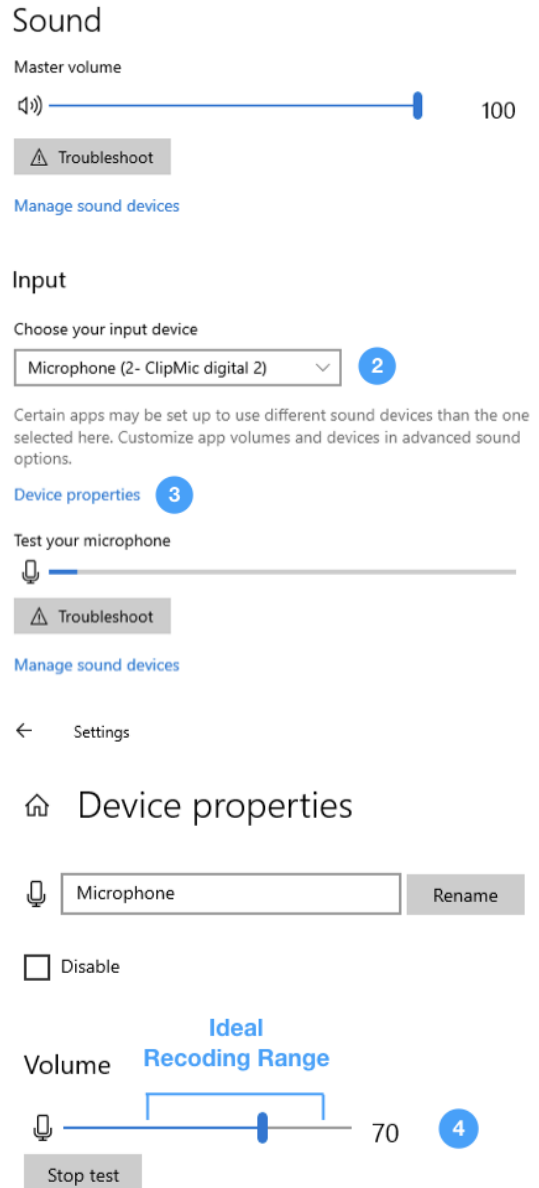 Sound
Master volume
100
Troubleshoot
Manage sound devices
Input
Choose your input device
Microphone (2- ClipMic digital 2)
2
Certain apps may be set up to use different sound devices than the one
selected here. Customize app volumes and devices in advanced sound
options.
Device properties
3
Test your microphone
Troubleshoot
Manage sound devices
Settings
Device properties
Microphone
Rename
Disable
Ideal
Recoding Range
Volume
70
4
Stop test